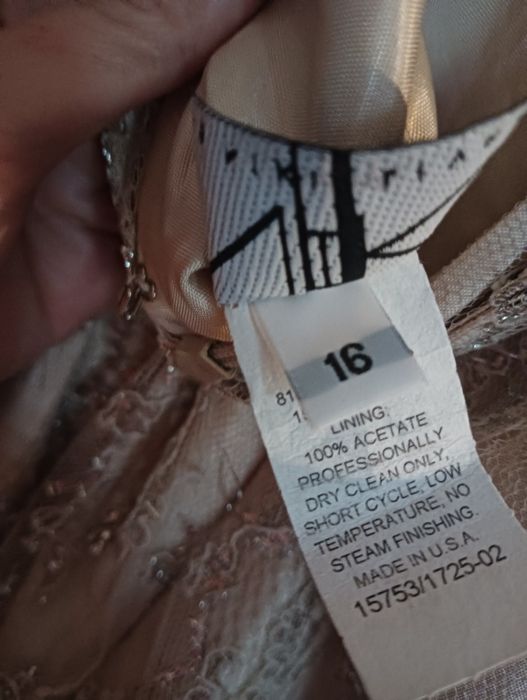 16
81
LINING:
100% ACETATE
PROFESSIONALLY
DRY CLEAN ONLY,
SHORT CYCLE, LOW
TEMPERATURE, NO
STEAM FINISHING.
MADE IN U.S.A.
15753/1725-02